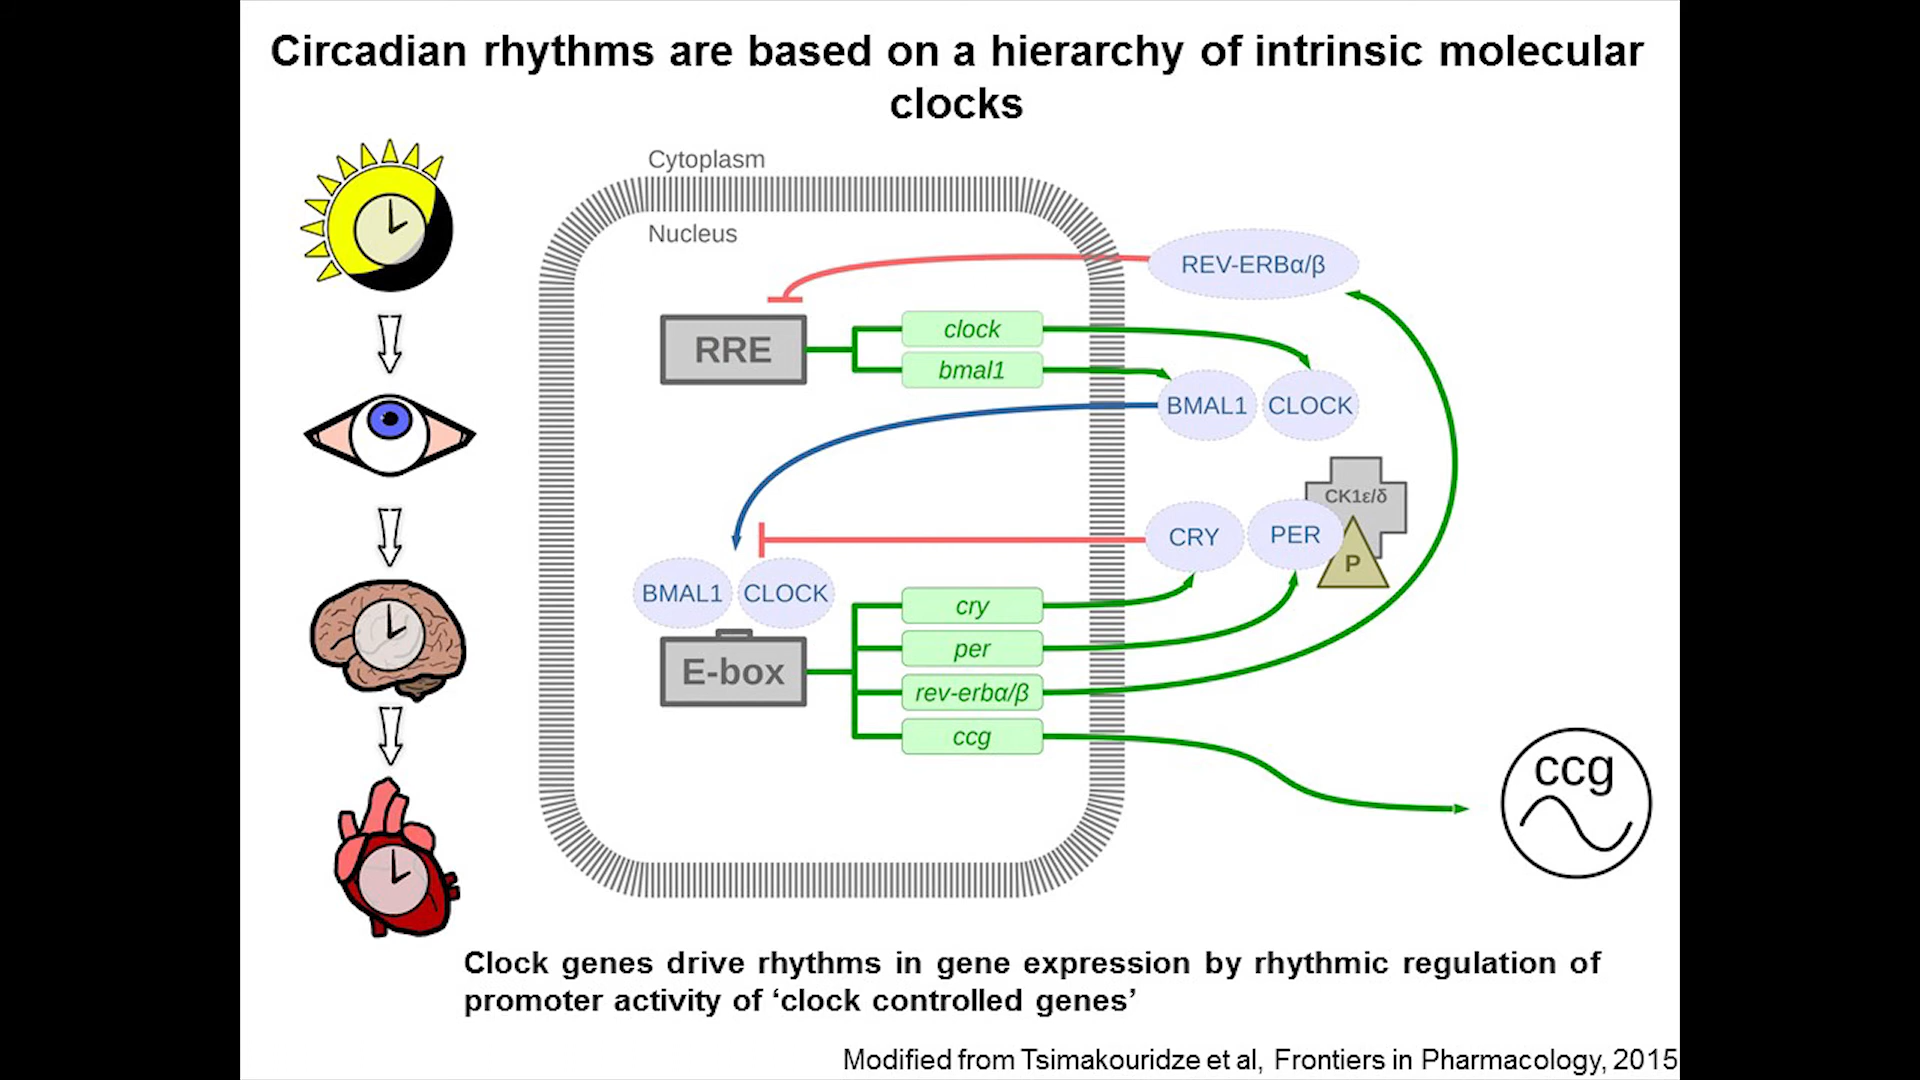 Circadian rhythms are based on a hierarchy of intrinsic molecular
clocks
Cytoplasm
Nucleus
REV-ERBα/β
RRE
clock
bmal1
BMAL1
CLOCK
CK1ε/δ
CRY
PER
P
BMAL1
CLOCK
E-box
cry
per
rev-erbα/β
ccg
ccg
Clock genes drive rhythms in gene expression by rhythmic regulation of
promoter activity of ‘clock controlled genes’
Modified from Tsimakouridze et al, Frontiers in Pharmacology, 2015